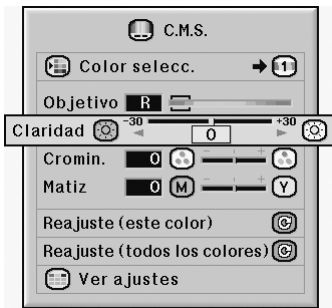 C.M.S.
Color selecc. 1
Objetivo R
Claridad -30 0 +30
Cromin. 0 - +
Matiz 0 M - + Y
Reajuste (este color)
Reajuste (todos los colores)
Ver ajustes